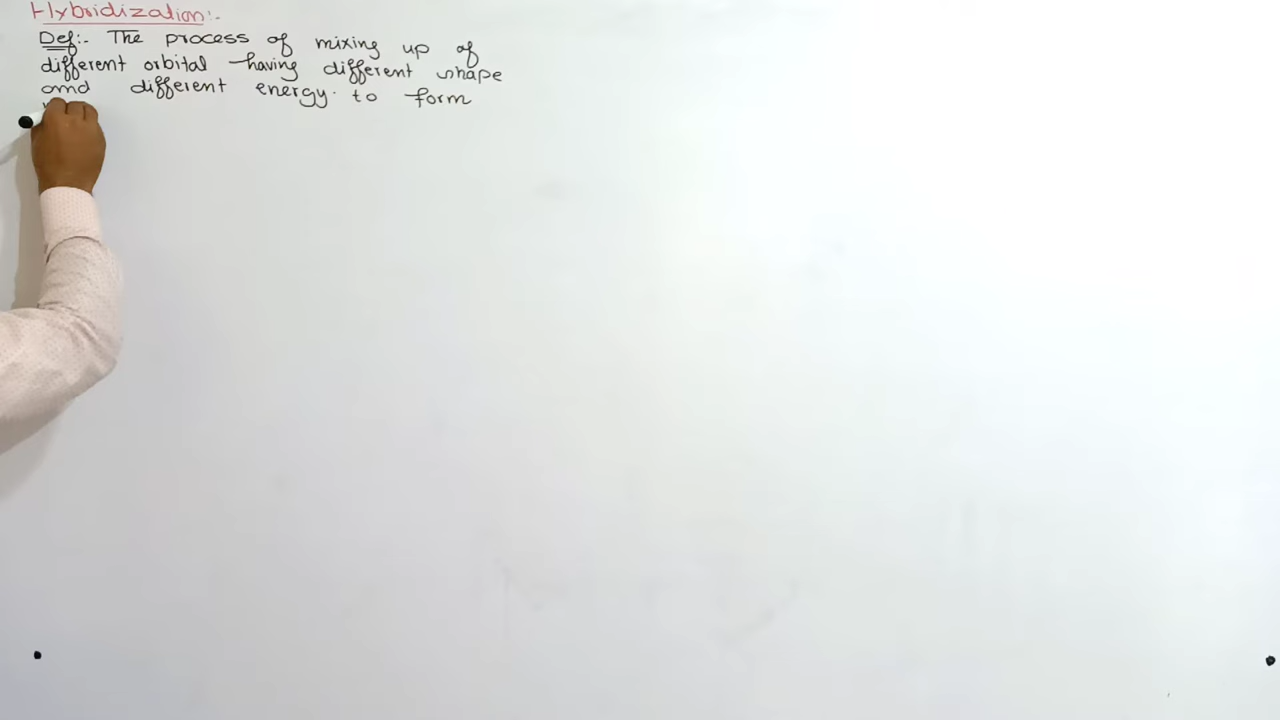 Hybridization:-
Def:- The process of mixing up of
different orbital having different shape
and different energy. to form